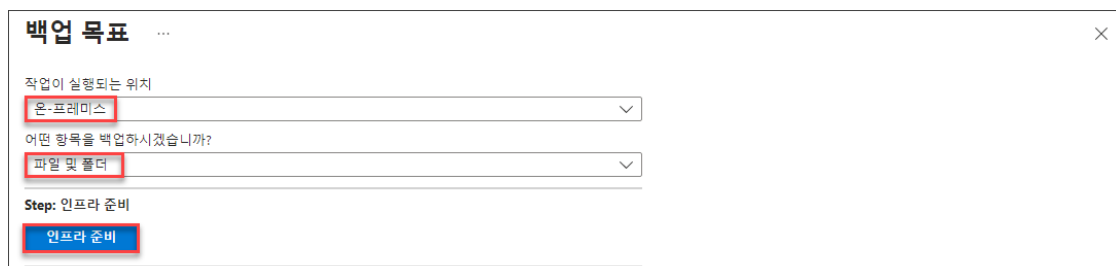 백업 목표 ...
작업이 실행되는 위치
온-프레미스
어떤 항목을 백업하시겠습니까?
파일 및 폴더
Step: 인프라 준비
인프라 준비